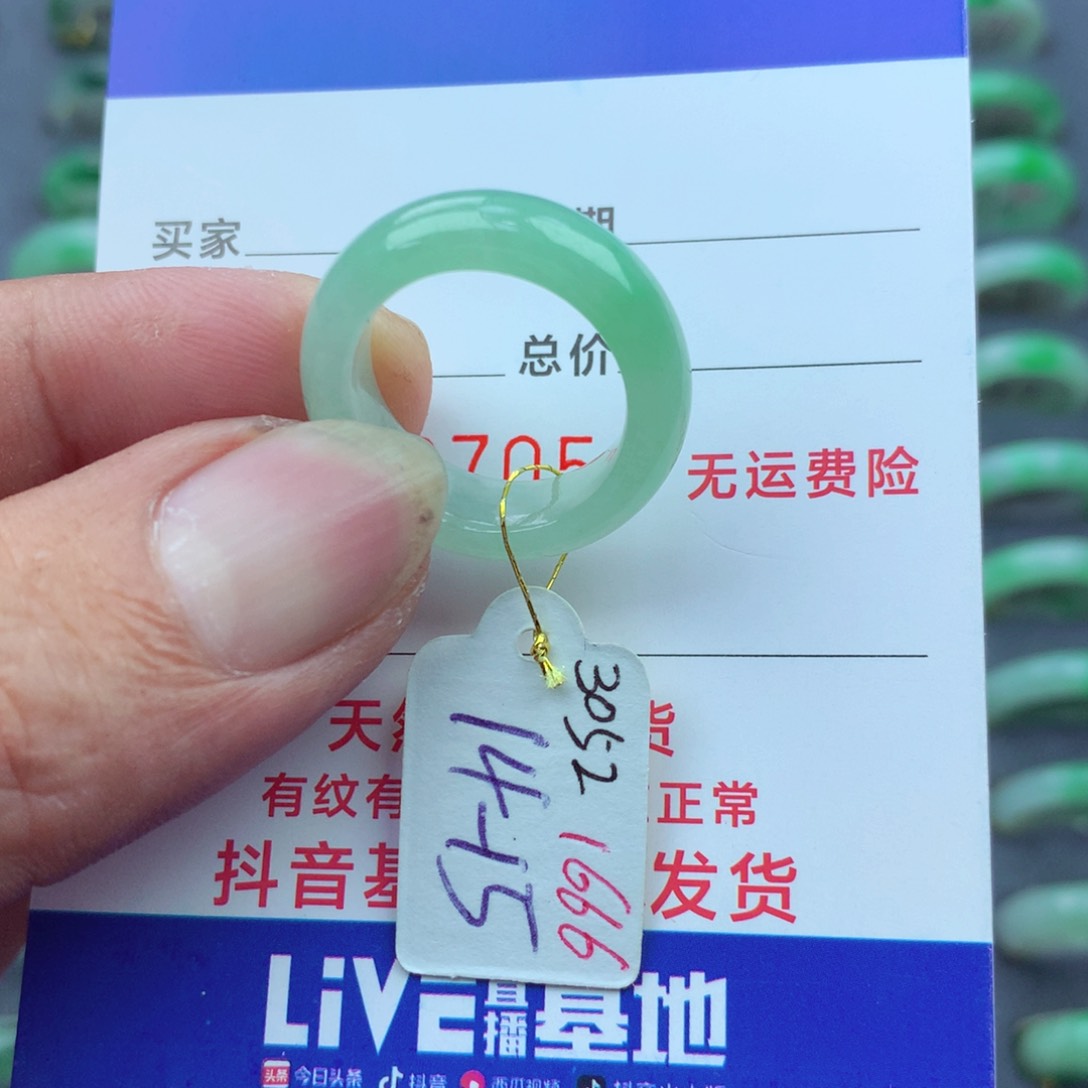 买家 期
总价
705 无运费险
天 货
有纹有 正常
抖音基 发货
3052
1666
14-15
LiVE直播基地
今日头条 抖音 西瓜视频